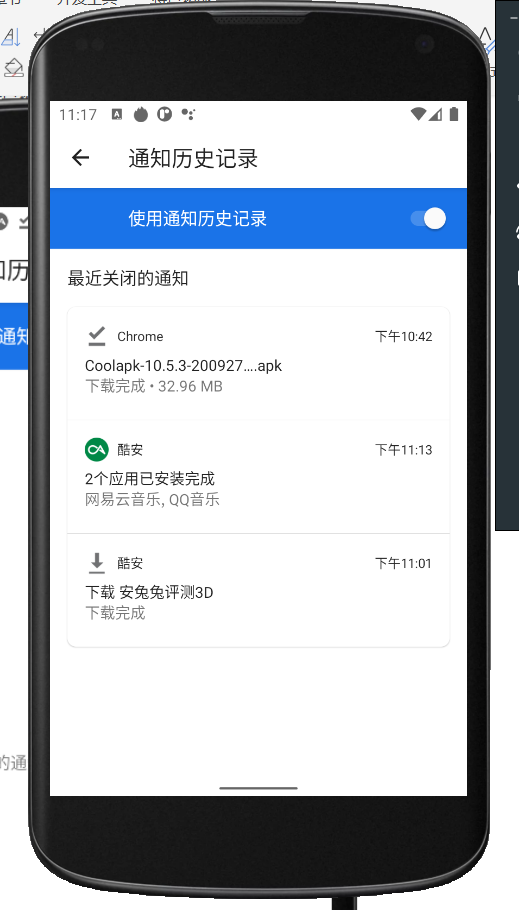 11:17
通知历史记录
使用通知历史记录
最近关闭的通知
Chrome 下午10:42
Coolapk-10.5.3-200927....apk
下载完成 • 32.96 MB
酷安 下午11:13
2个应用已安装完成
网易云音乐, QQ音乐
酷安 下午11:01
下载 安兔兔评测3D
下载完成
通知
的通